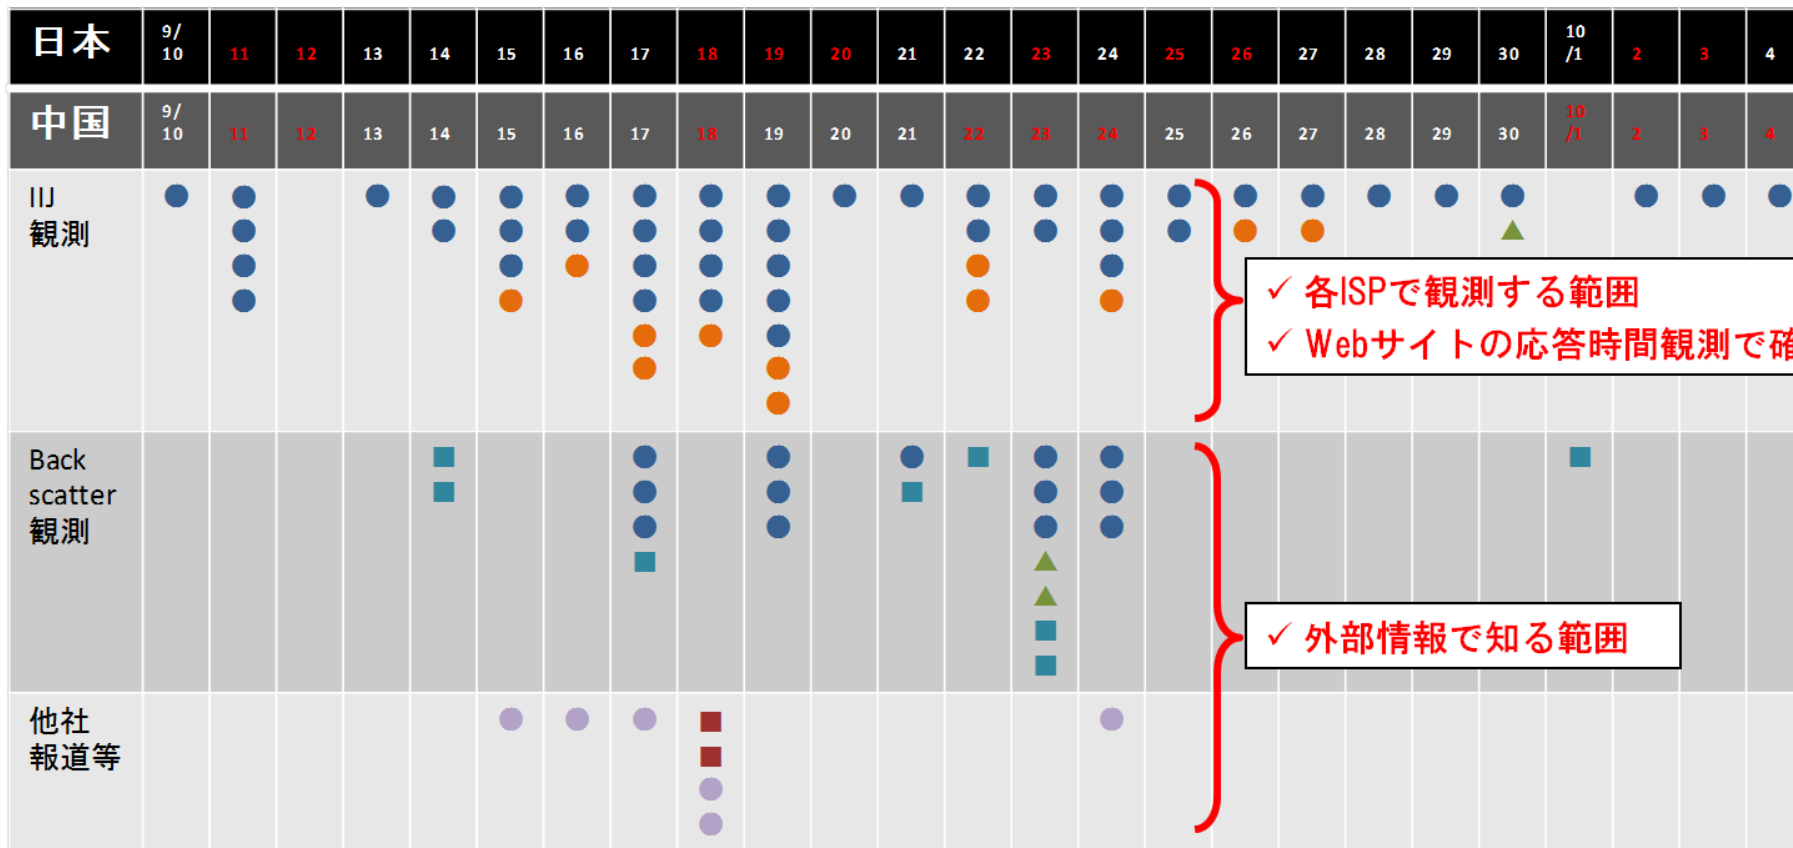 日本 9/10 11 12 13 14 15 16 17 18 19 20 21 22 23 24 25 26 27 28 29 30 10/1 2 3 4
中国 9/10 11 12 13 14 15 16 17 18 19 20 21 22 23 24 25 26 27 28 29 30 10/1 2 3 4
IIJ
観測
✓ 各ISPで観測する範囲
✓ Webサイトの応答時間観測で確
Back
scatter
観測
✓ 外部情報で知る範囲
他社
報道等